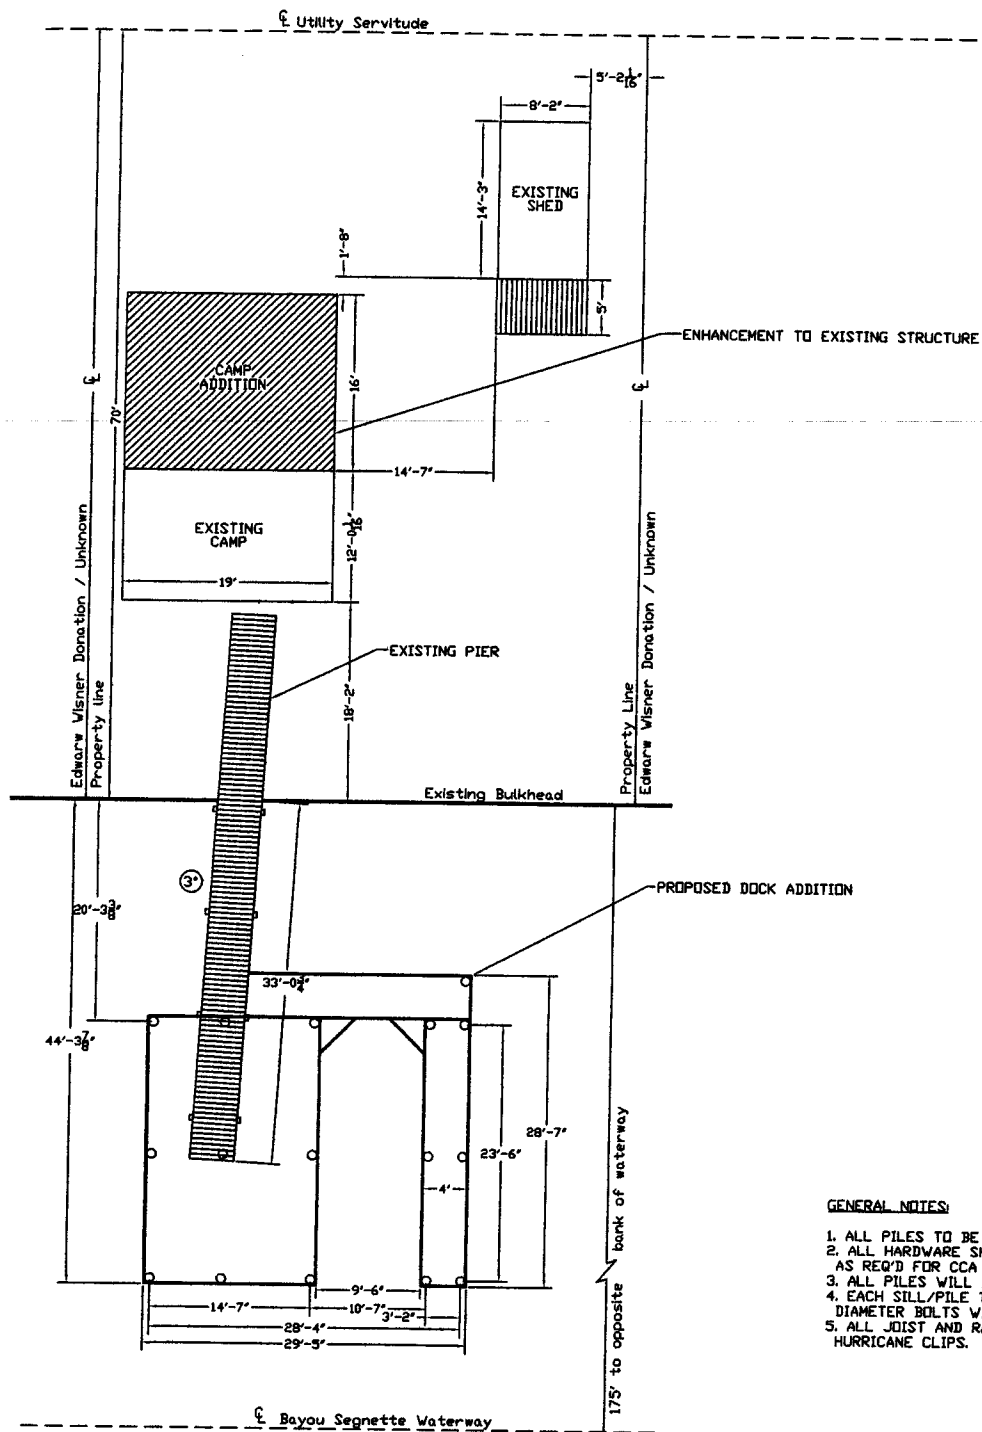 ℄ Utility Servitude
5'-2 1/16"
8'-2"
14'-3"
EXISTING
SHED
1'-8"
5'
ENHANCEMENT TO EXISTING STRUCTURE
CAMP
ADDITION
16'
℄
℄
70'
14'-7"
EXISTING
CAMP
12'-0 1/16"
19'
Edwarw Wisner Donation / Unknown
Property line
EXISTING PIER
18'-2"
Property Line
Edwarw Wisner Donation / Unknown
Existing Bulkhead
3"
20'-3 3/8"
PROPOSED DOCK ADDITION
33'-0 3/4"
44'-3 7/8"
28'-7"
23'-6"
4'
175' to opposite bank of waterway
9'-6"
14'-7"
10'-7"
3'-2"
28'-4"
29'-5"
℄ Bayou Segnette Waterway
GENERAL NOTES:
1. ALL PILES TO BE
2. ALL HARDWARE
AS REQ'D FOR CCA
3. ALL PILES WILL
4. EACH SILL/PILE
DIAMETER BOLTS
5. ALL JOIST AND
HURRICANE CLIPS.